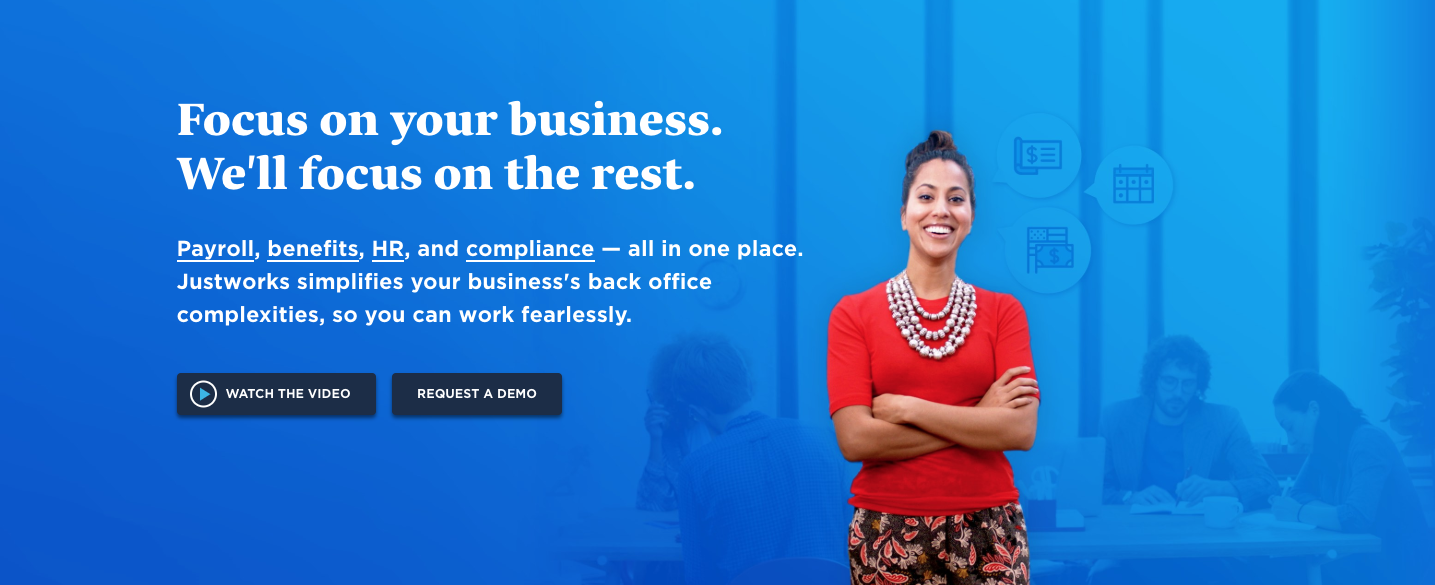 Focus on your business.
We'll focus on the rest.
Payroll, benefits, HR, and compliance — all in one place.
Justworks simplifies your business's back office
complexities, so you can work fearlessly.
WATCH THE VIDEO
REQUEST A DEMO
$
$